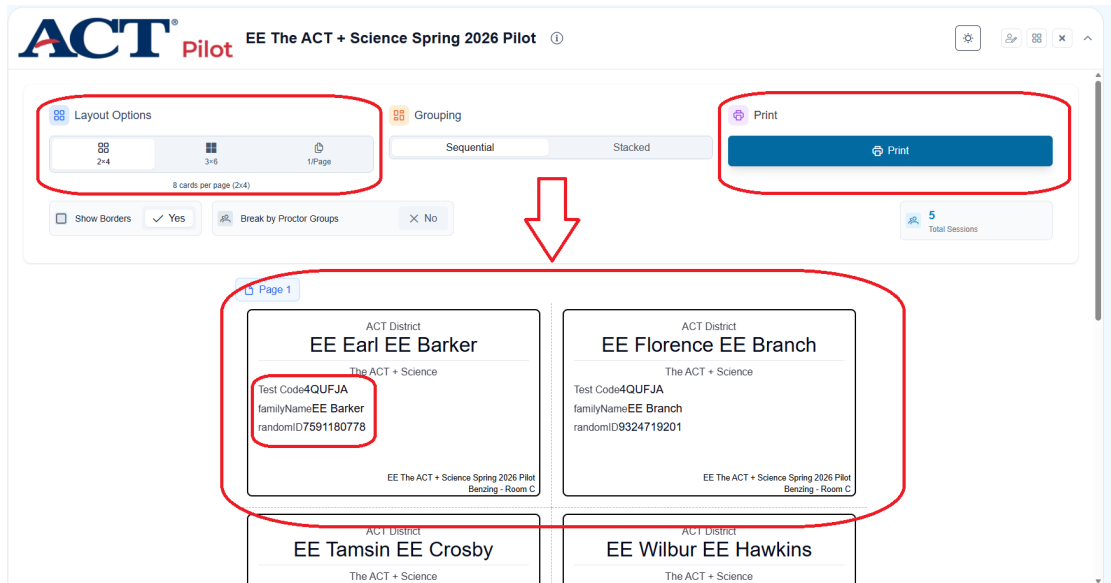 ACT® Pilot EE The ACT + Science Spring 2026 Pilot
Layout Options Grouping Print
2×4 3×6 1/Page Sequential Stacked Print
8 cards per page (2x4)
Show Borders Yes Break by Proctor Groups No 5
Total Sessions
Page 1
ACT District
EE Earl EE Barker
The ACT + Science
Test Code4QUFJA
familyNameEE Barker
randomID7591180778
EE The ACT + Science Spring 2026 Pilot
Benzing - Room C
ACT District
EE Florence EE Branch
The ACT + Science
Test Code4QUFJA
familyNameEE Branch
randomID9324719201
EE The ACT + Science Spring 2026 Pilot
Benzing - Room C
ACT District
EE Tamsin EE Crosby
The ACT + Science
ACT District
EE Wilbur EE Hawkins
The ACT + Science